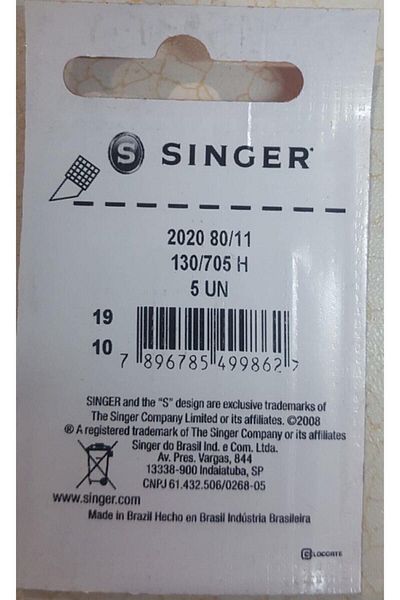 S SINGER®
2020 80/11
130/705 H
5 UN
19
10
7 896785 499862 >
SINGER and the "S" design are exclusive trademarks of
The Singer Company Limited or its affiliates. ©2008
® A registered trademark of The Singer Company or its affiliates
Singer do Brasil Ind. e Com. Ltda.
Av. Pres. Vargas, 844
13338-900 Indaiatuba, SP
CNPJ 61.432.506/0268-05
www.singer.com
Made in Brazil Hecho en Brasil Indústria Brasileira
LOCORTE